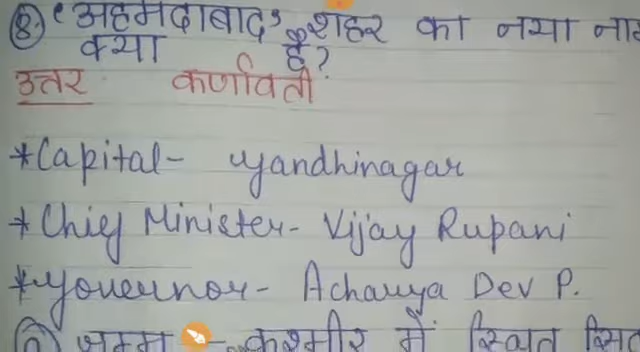 8. 'अहमदाबाद' शहर का नया
क्या है?
उत्तर कर्णावती
*Capital- Gandhinagar
*Chief Minister- Vijay Rupani
*Governor- Acharya Dev P.
जम्मू - कश्मीर में स्थित